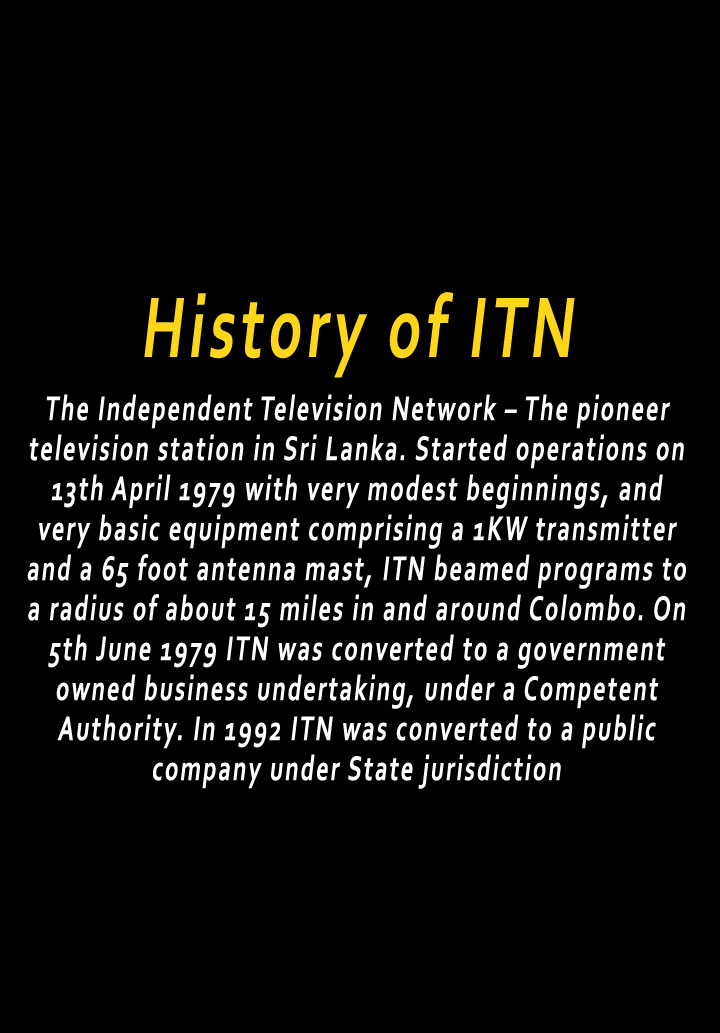 History of ITN
The Independent Television Network – The pioneer
television station in Sri Lanka. Started operations on
13th April 1979 with very modest beginnings, and
very basic equipment comprising a 1KW transmitter
and a 65 foot antenna mast, ITN beamed programs to
a radius of about 15 miles in and around Colombo. On
5th June 1979 ITN was converted to a government
owned business undertaking, under a Competent
Authority. In 1992 ITN was converted to a public
company under State jurisdiction